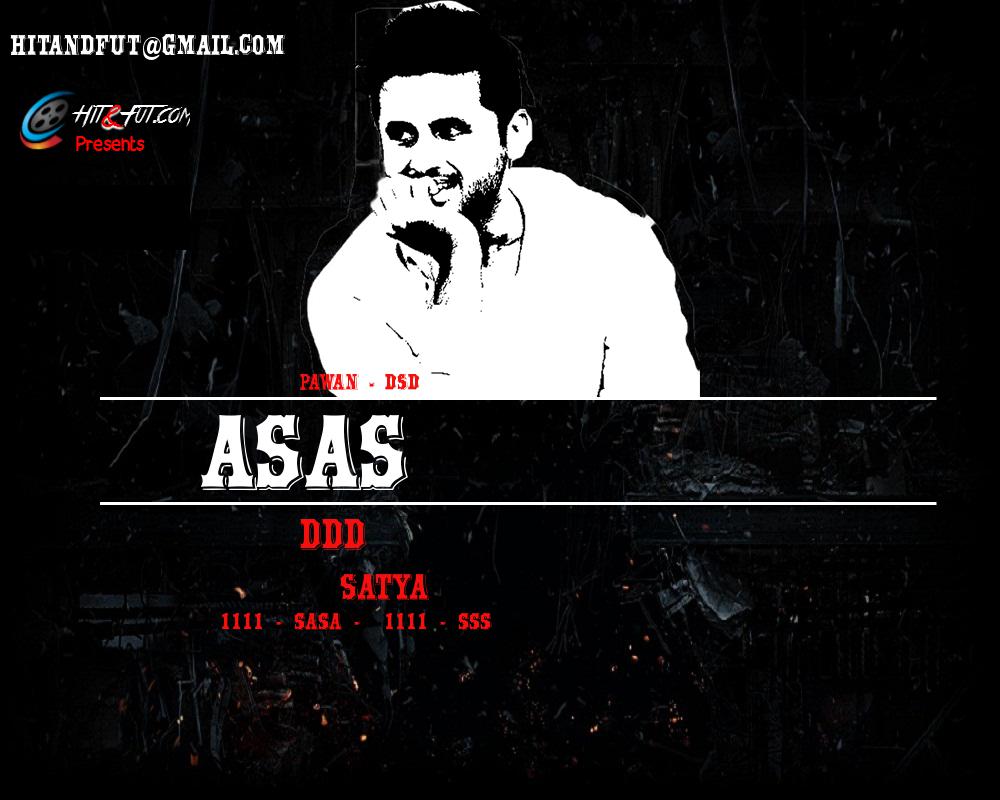 HITANDFUT@GMAIL.COM
HIT&FUT.COM
Presents
PAWAN - DSD
ASAS
DDD
SATYA
1111 - SASA - 1111 - SSS